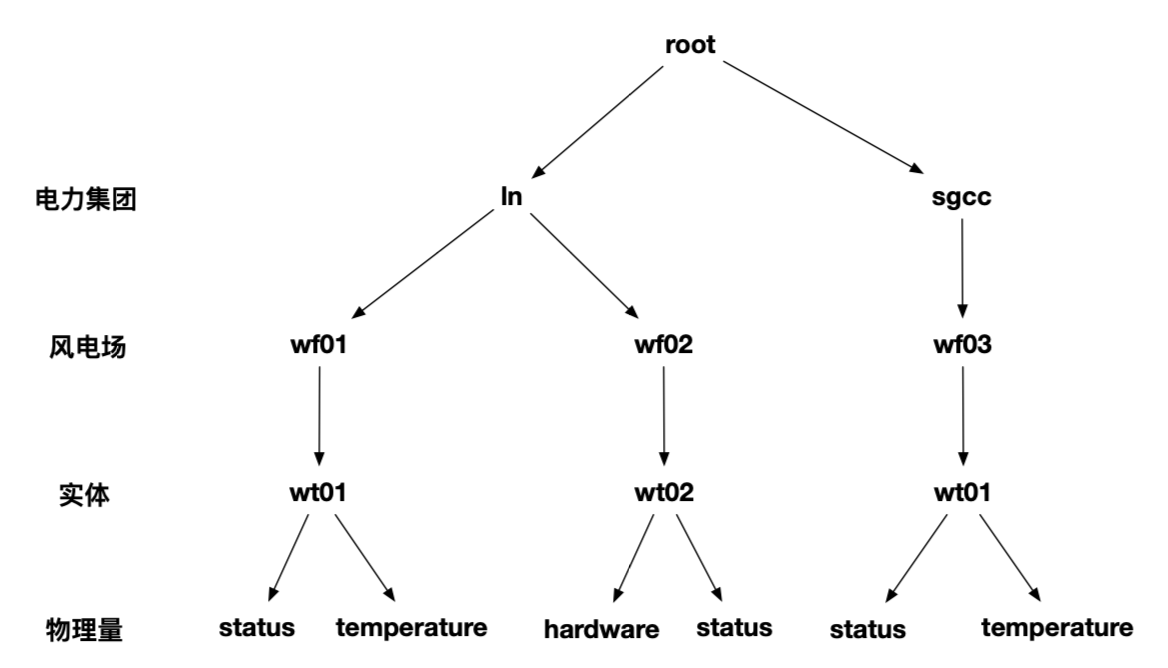 root
电力集团 ln sgcc
风电场 wf01 wf02 wf03
实体 wt01 wt02 wt01
物理量 status temperature hardware status status temperature